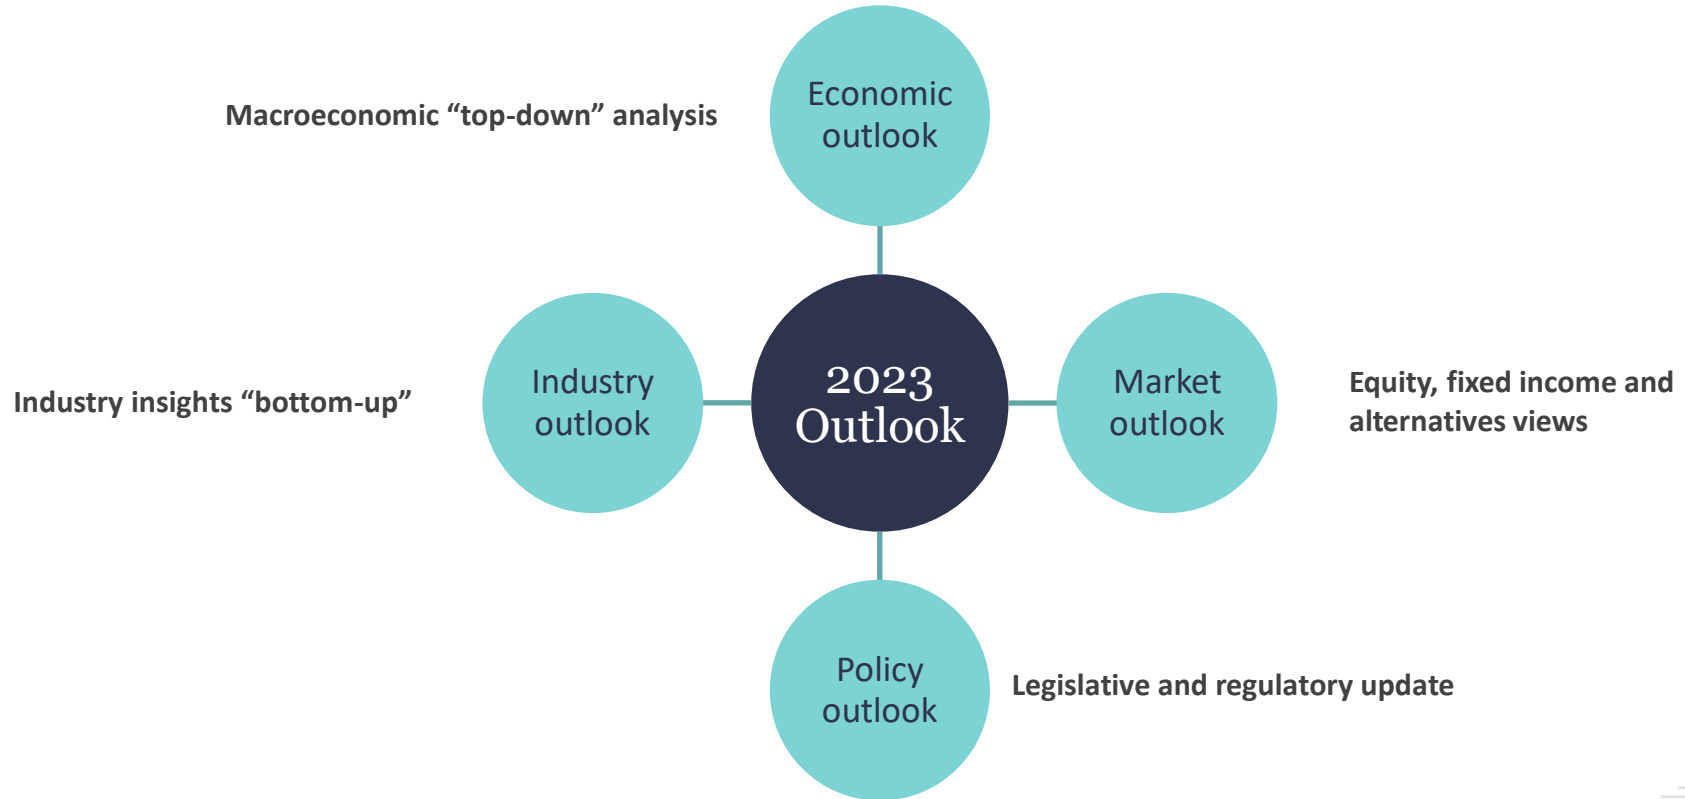 Economic
outlook
Macroeconomic “top-down” analysis
Industry insights “bottom-up”
Industry
outlook
2023
Outlook
Market
outlook
Equity, fixed income and
alternatives views
Policy
outlook
Legislative and regulatory update